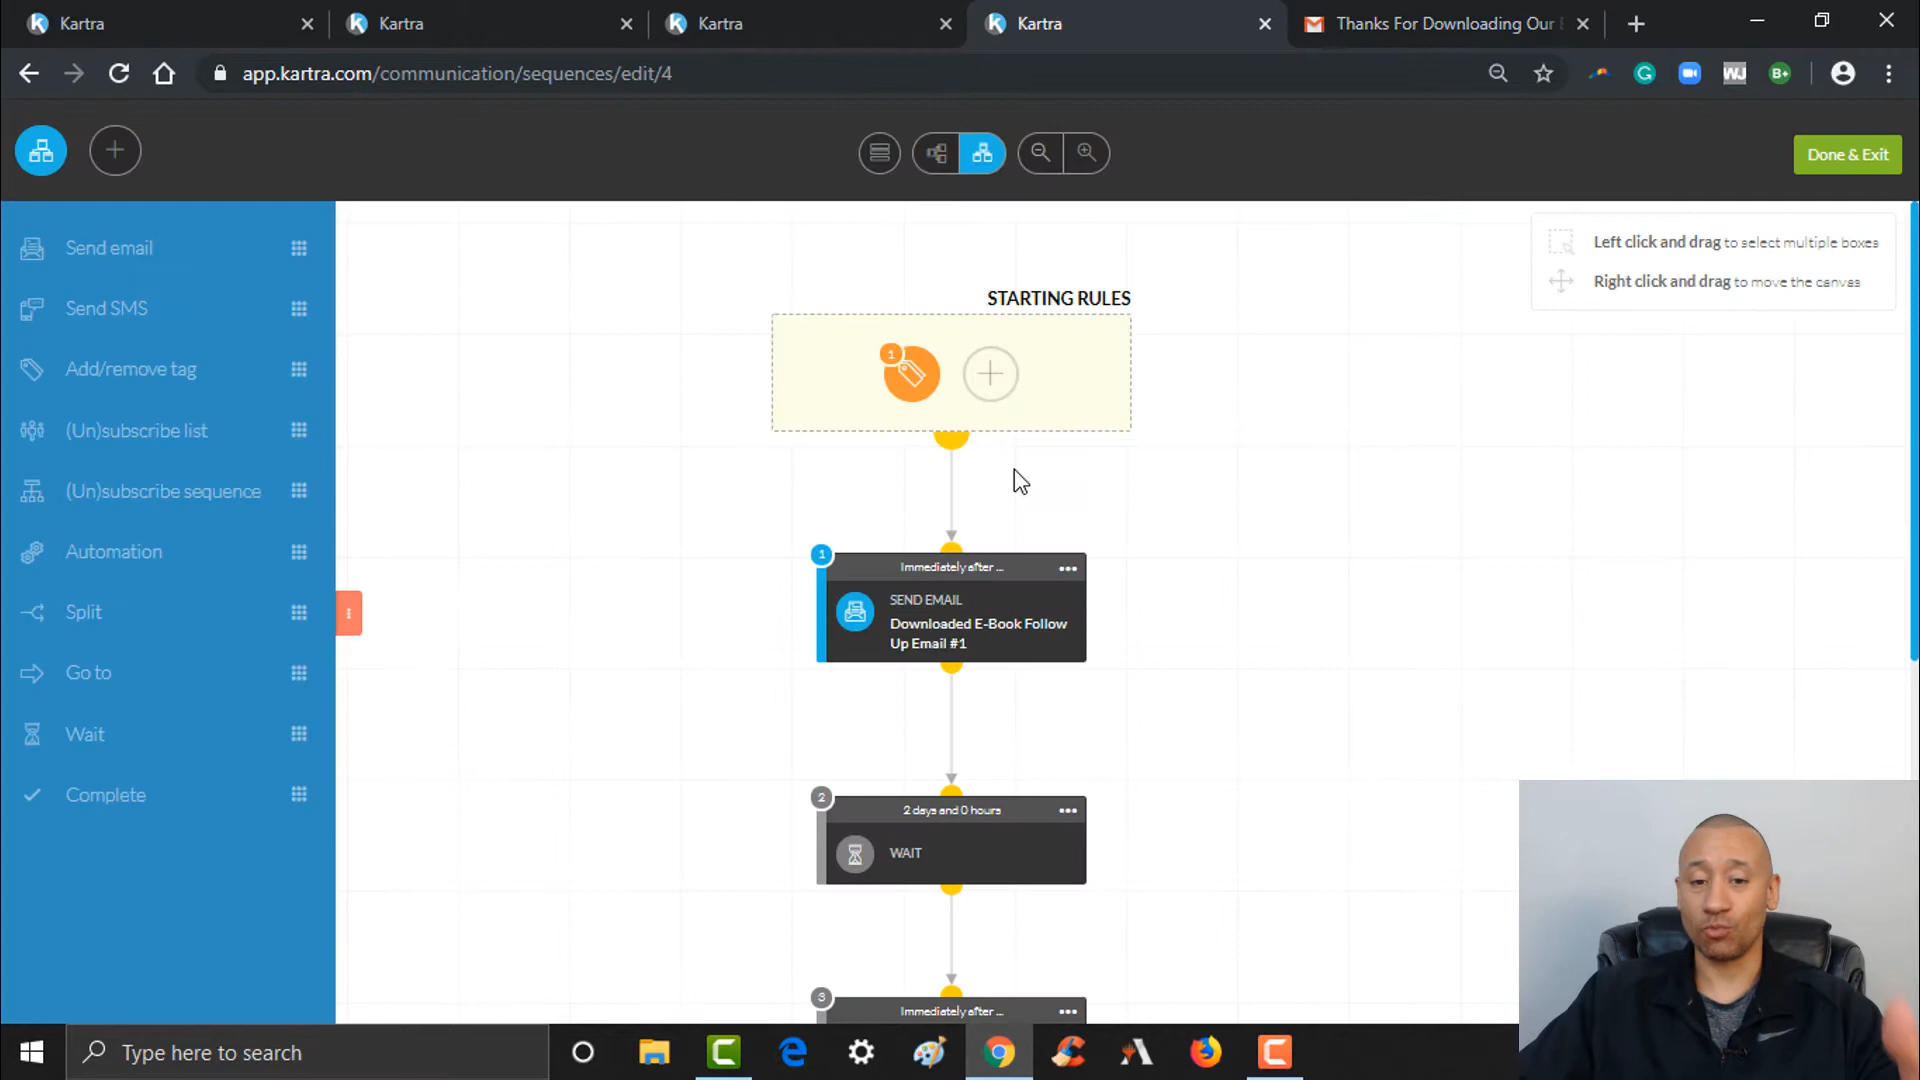 Kartra
Kartra
Kartra
Kartra
Thanks For Downloading Our
app.kartra.com/communication/sequences/edit/4
WJ
B+
Done & Exit
Send email
Send SMS
Add/remove tag
(Un)subscribe list
(Un)subscribe sequence
Automation
Split
Go to
Wait
Complete
Left click and drag to select multiple boxes
Right click and drag to move the canvas
STARTING RULES
1
1
Immediately after ...
SEND EMAIL
Downloaded E-Book Follow
Up Email #1
2
2 days and 0 hours
WAIT
3
Immediately after ...
Type here to search